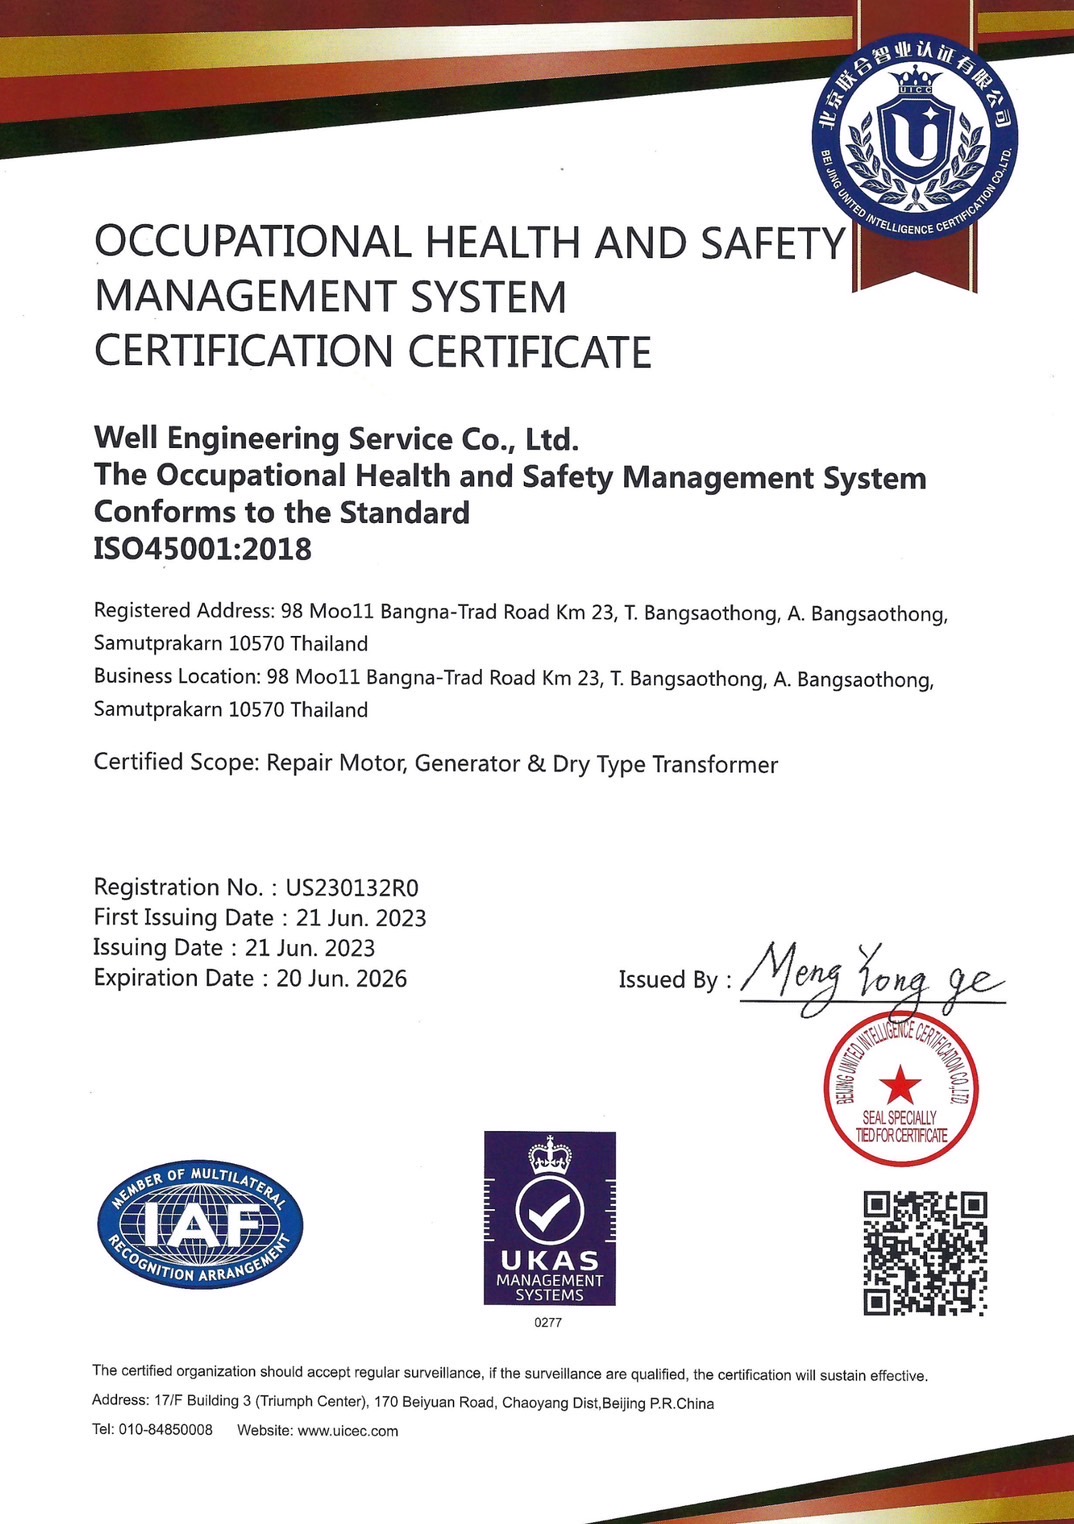 北京联合智业认证有限公司
UICC
U
BEI JING UNITED INTELLIGENCE CERTIFICATION CO.,LTD.
OCCUPATIONAL HEALTH AND SAFETY
MANAGEMENT SYSTEM
CERTIFICATION CERTIFICATE
Well Engineering Service Co., Ltd.
The Occupational Health and Safety Management System
Conforms to the Standard
ISO45001:2018
Registered Address: 98 Moo11 Bangna-Trad Road Km 23, T. Bangsaothong, A. Bangsaothong,
Samutprakarn 10570 Thailand
Business Location: 98 Moo11 Bangna-Trad Road Km 23, T. Bangsaothong, A. Bangsaothong,
Samutprakarn 10570 Thailand
Certified Scope: Repair Motor, Generator & Dry Type Transformer
Registration No. : US230132R0
First Issuing Date : 21 Jun. 2023
Issuing Date : 21 Jun. 2023
Expiration Date : 20 Jun. 2026
Issued By : Meng Yong ge
BEIJING UNITED INTELLIGENCE CERTIFICATION CO.,LTD.
SEAL SPECIALLY
TIED FOR CERTIFICATE
MEMBER OF MULTILATERAL
IAF
RECOGNITION ARRANGEMENT
UKAS
MANAGEMENT
SYSTEMS
0277
The certified organization should accept regular surveillance, if the surveillance are qualified, the certification will sustain effective.
Address: 17/F Building 3 (Triumph Center), 170 Beiyuan Road, Chaoyang Dist,Beijing P.R.China
Tel: 010-84850008 Website: www.uicec.com